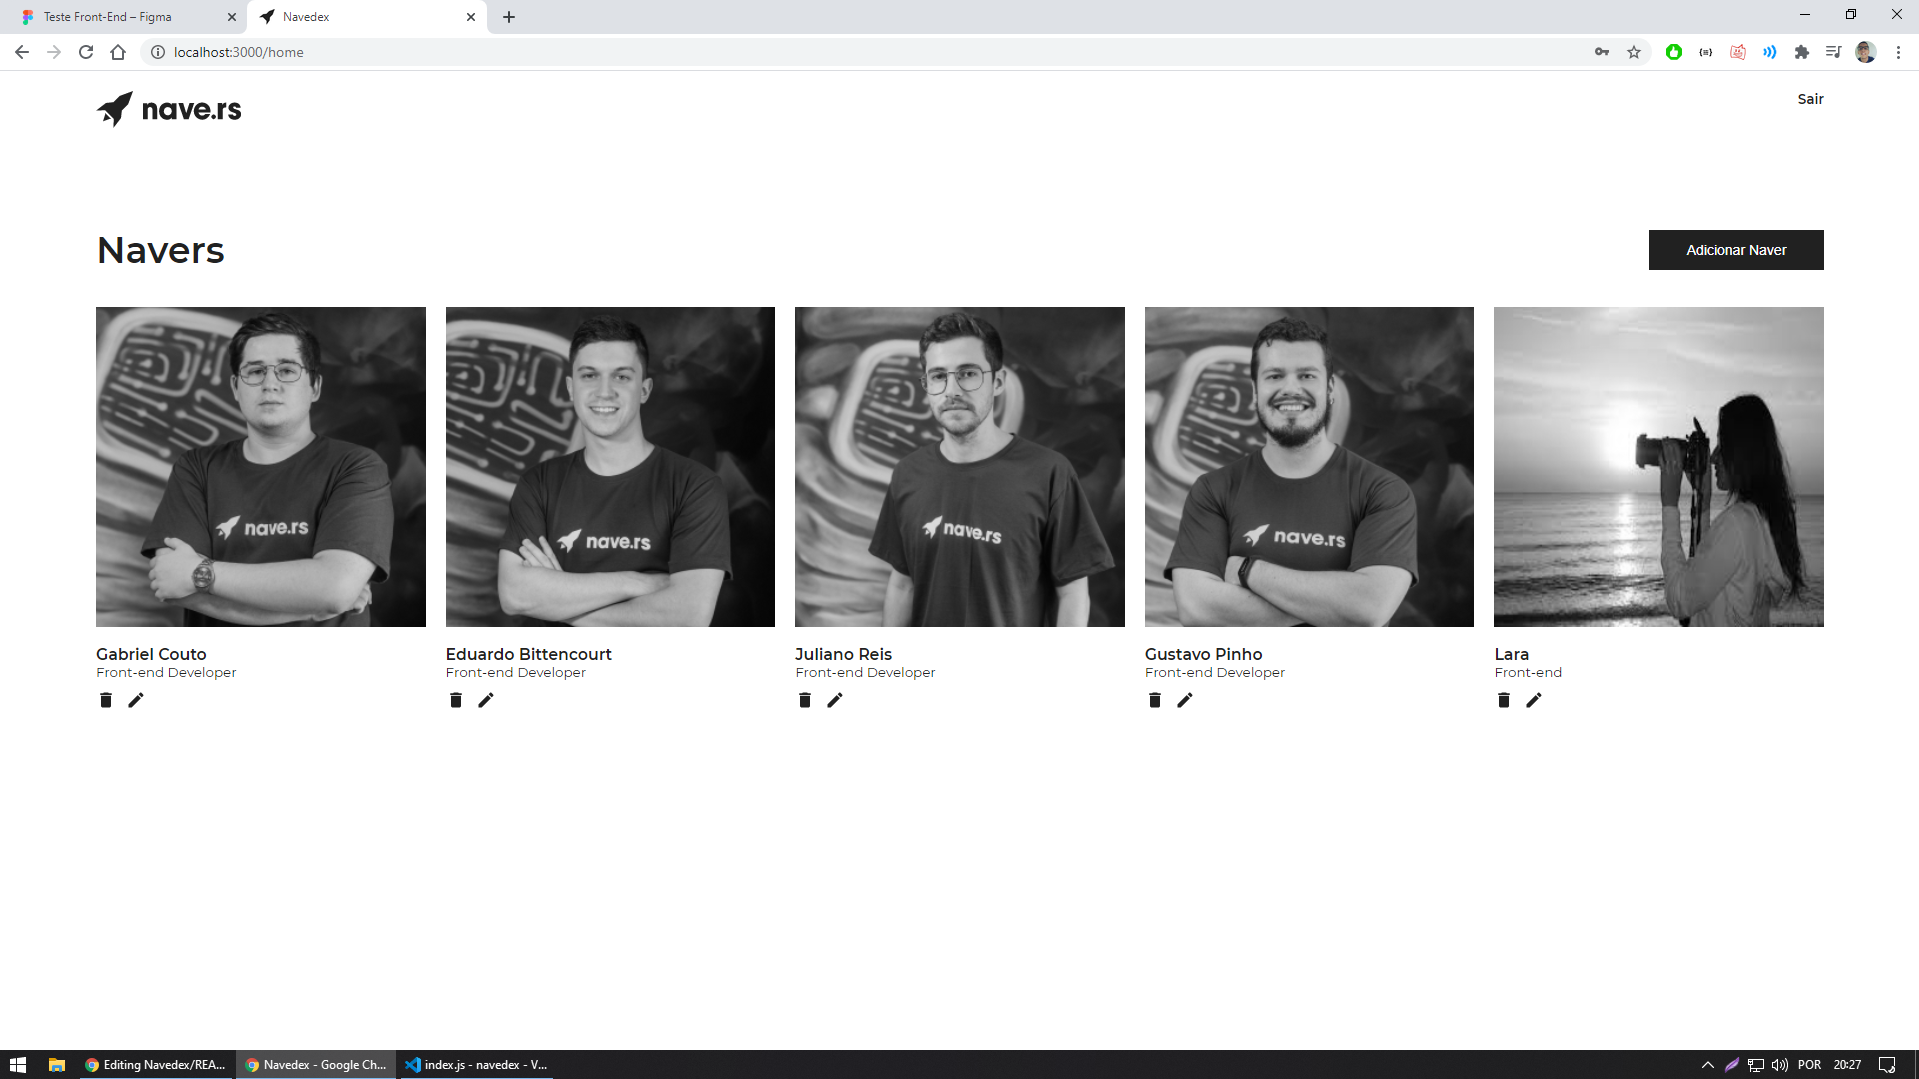 Teste Front-End – Figma
Navedex
localhost:3000/home
nave.rs
Sair
Navers
Adicionar Naver
nave.rs
nave.rs
nave.rs
nave.rs
Gabriel Couto
Front-end Developer
Eduardo Bittencourt
Front-end Developer
Juliano Reis
Front-end Developer
Gustavo Pinho
Front-end Developer
Lara
Front-end
Editing Navedex/REA...
Navedex - Google Ch...
index.js - navedex - V...
POR
20:27